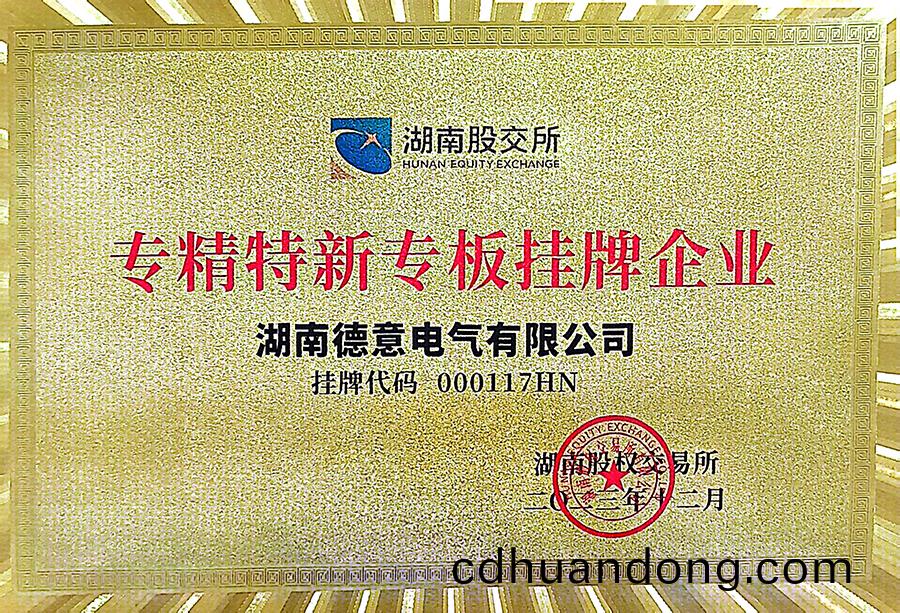 湖南股交所
HUNAN EQUITY EXCHANGE
专精特新专板挂牌企业
湖南德意电气有限公司
挂牌代码 000117HN
EQUITY EXCHANGE
湖南股权交易所
二〇二三年十二月
cdhuandong.com